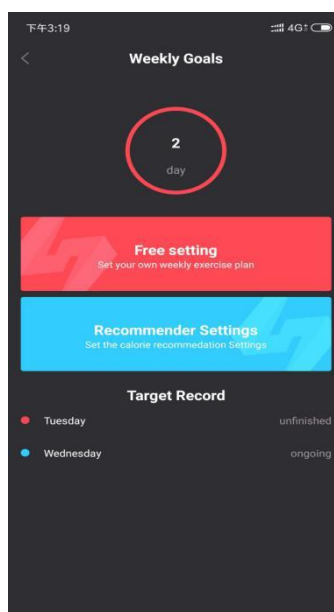 下午3:19
4G
Weekly Goals
2
day
Free setting
Set your own weekly exercise plan
Recommender Settings
Set the calorie recommedation Settings
Target Record
Tuesday unfinished
Wednesday ongoing